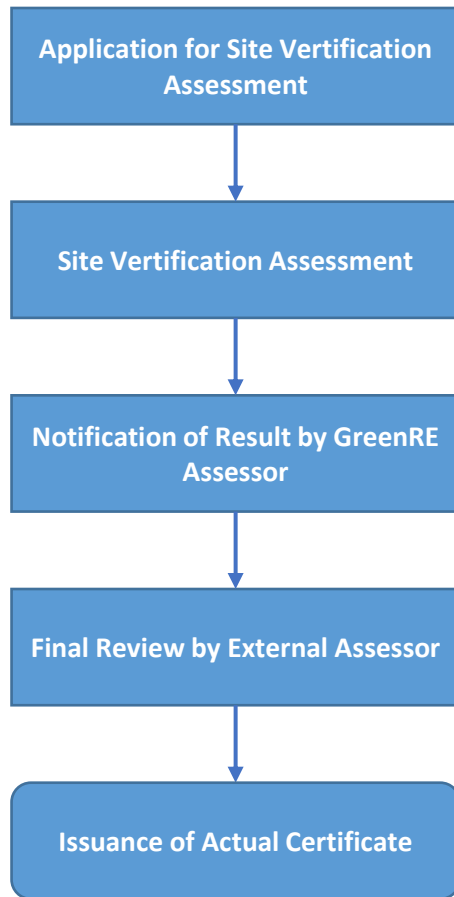 Application for Site Vertification
Assessment
Site Vertification Assessment
Notification of Result by GreenRE
Assessor
Final Review by External Assessor
Issuance of Actual Certificate